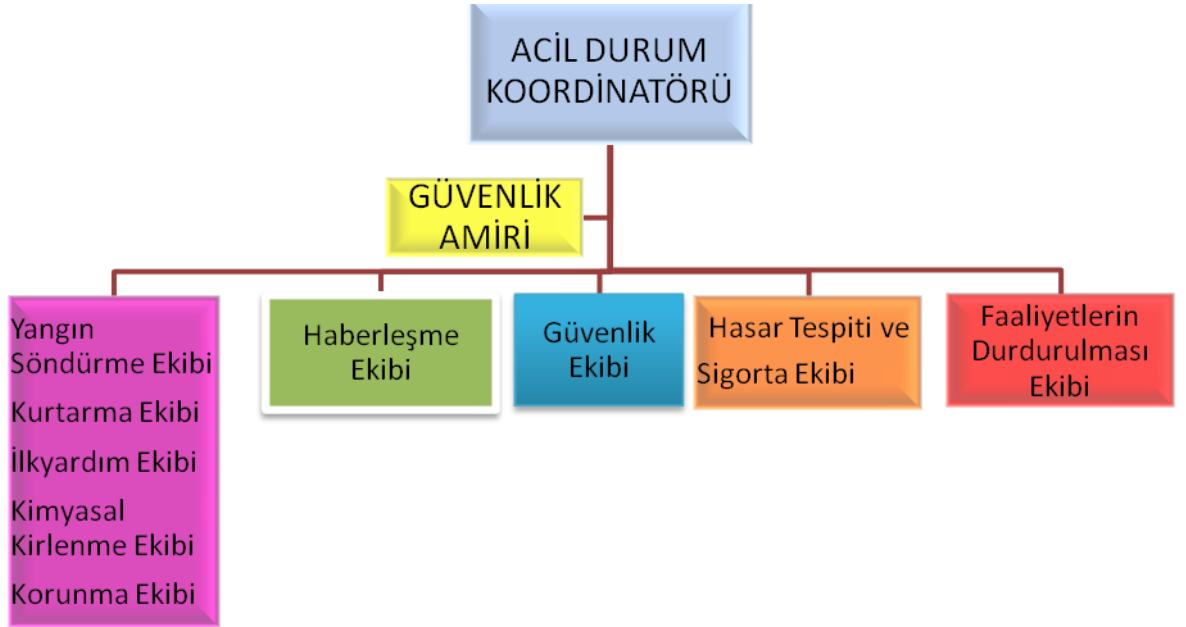 ACİL DURUM
KOORDİNATÖRÜ
GÜVENLİK
AMİRİ
Yangın
Söndürme Ekibi
Kurtarma Ekibi
İlkyardım Ekibi
Kimyasal
Kirlenme Ekibi
Korunma Ekibi
Haberleşme
Ekibi
Güvenlik
Ekibi
Hasar Tespiti ve
Sigorta Ekibi
Faaliyetlerin
Durdurulması
Ekibi